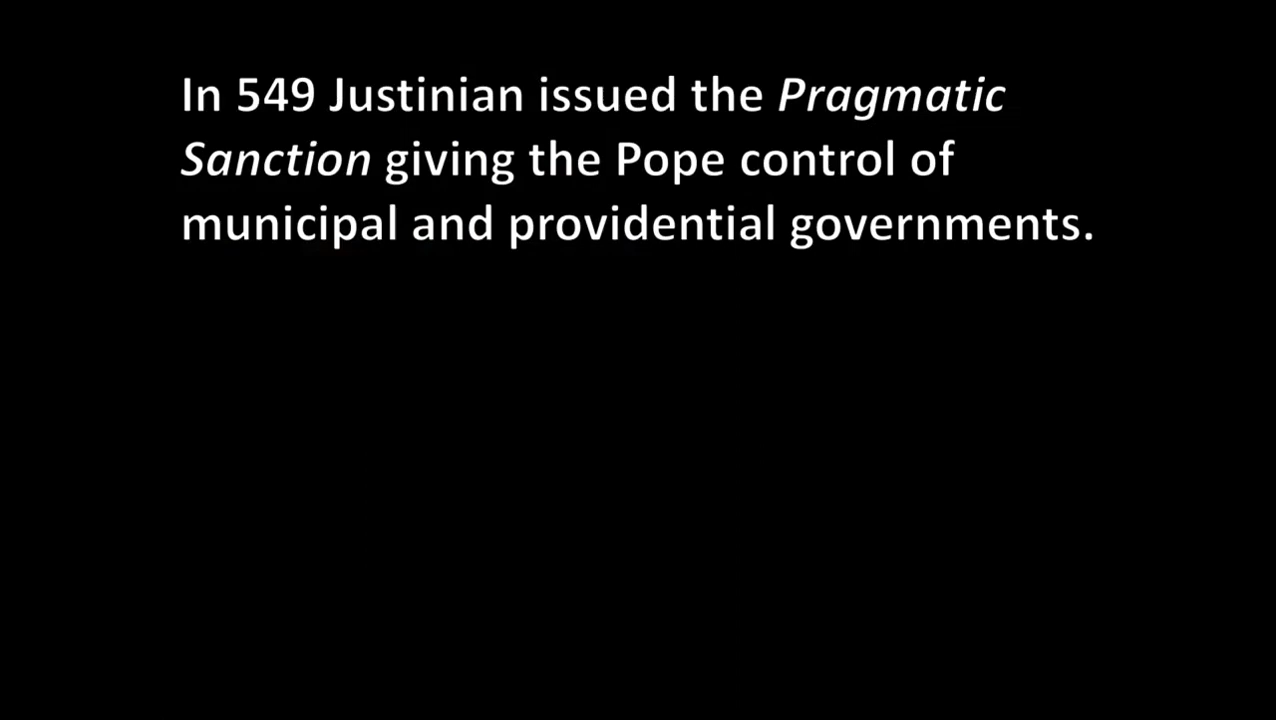 In 549 Justinian issued the Pragmatic
Sanction giving the Pope control of
municipal and providential governments.